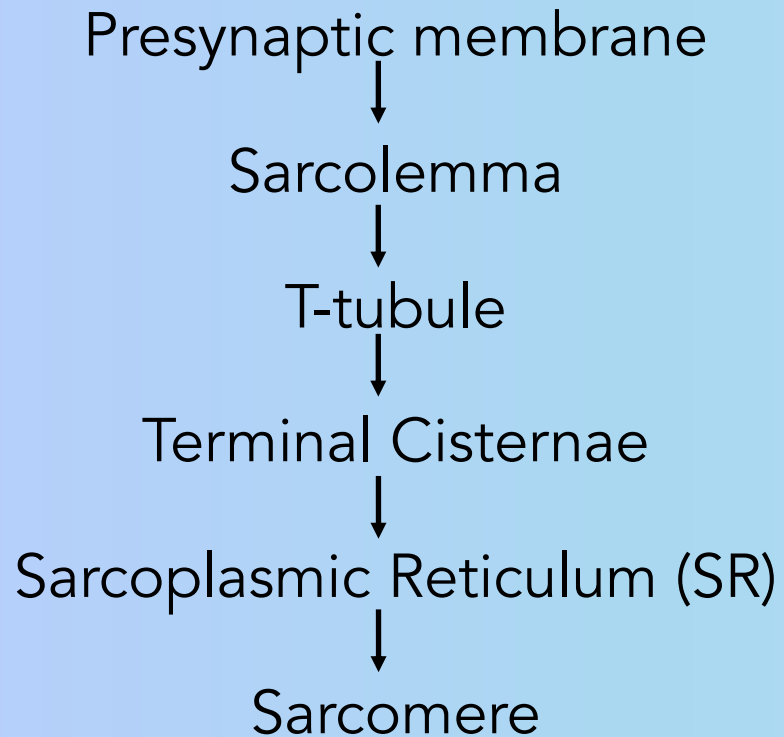 Presynaptic membrane
Sarcolemma
T-tubule
Terminal Cisternae
Sarcoplasmic Reticulum (SR)
Sarcomere